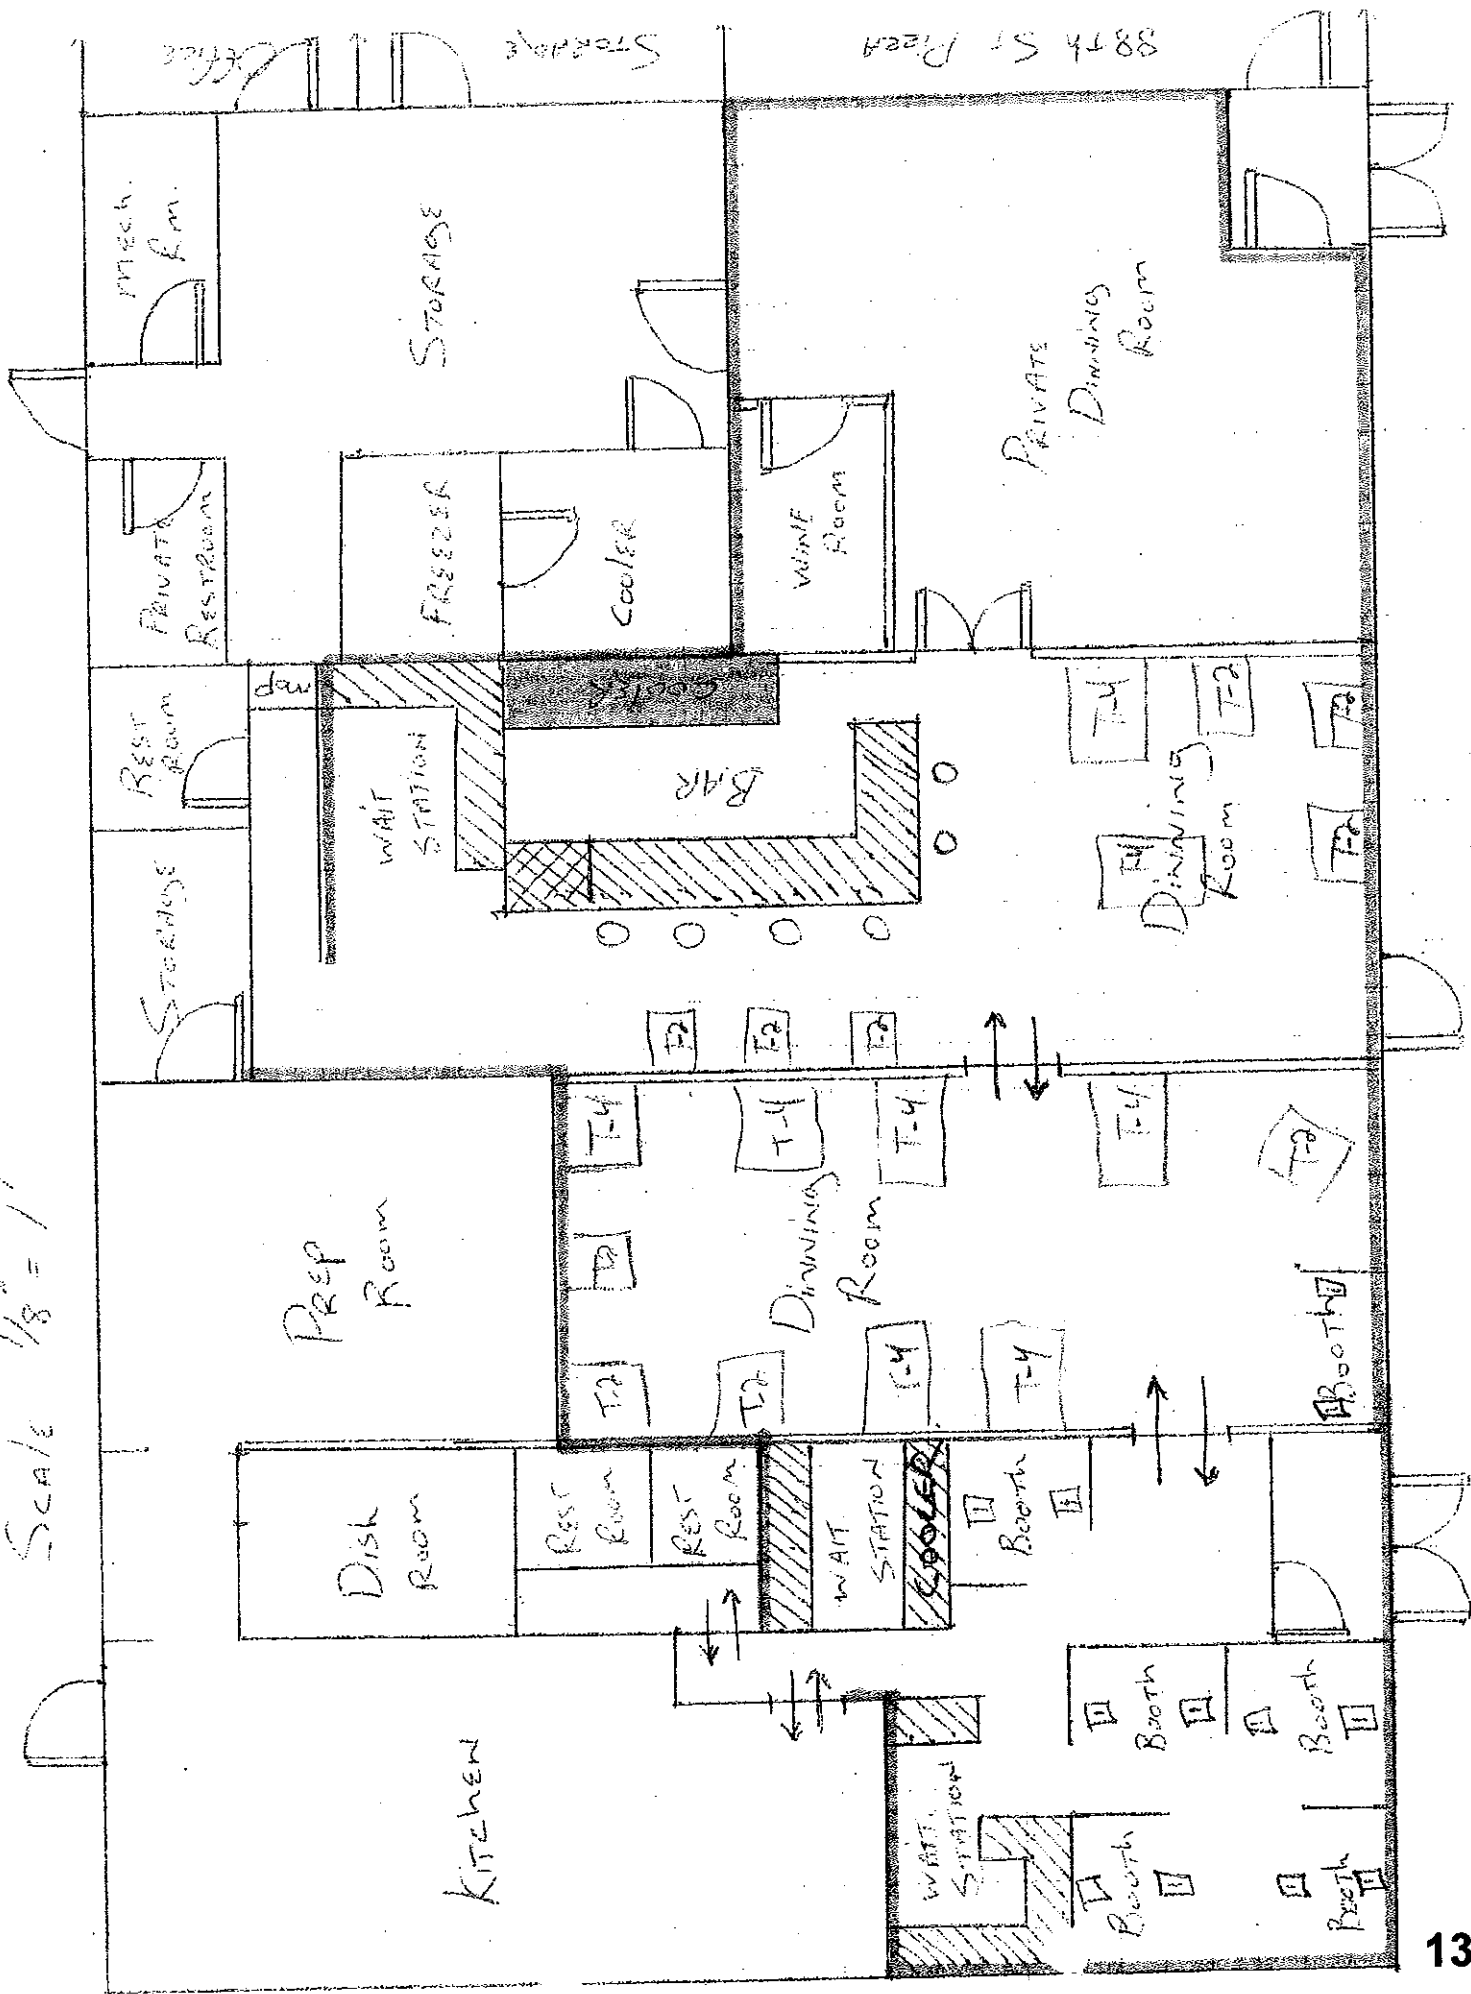 SCALE 1/8" = 1'
KITCHEN
Dish
Room
REST
Room
REST
Room
WAIT
STATION
COOLER
WAIT
STATION
Booth
Booth
Booth
Booth
Booth
PREP
Room
T-2
T-2
T-4
T-2
T-4
T-4
T-4
Dinning
Room
T-4
T-4
T-2
Booth
STORAGE
REST
Room
mop
WAIT
STATION
COOLER
BAR
T-2
T-2
T-2
T-4
T-4
T-2
Dinning
Room
T-2
T-2
PRIVATE
RESTROOM
mech.
Rm.
FREEZER
STORAGE
COOLER
WINE
Room
PRIVATE
Dinning
Room
Office
STORAGE
88Th ST PizzA
13